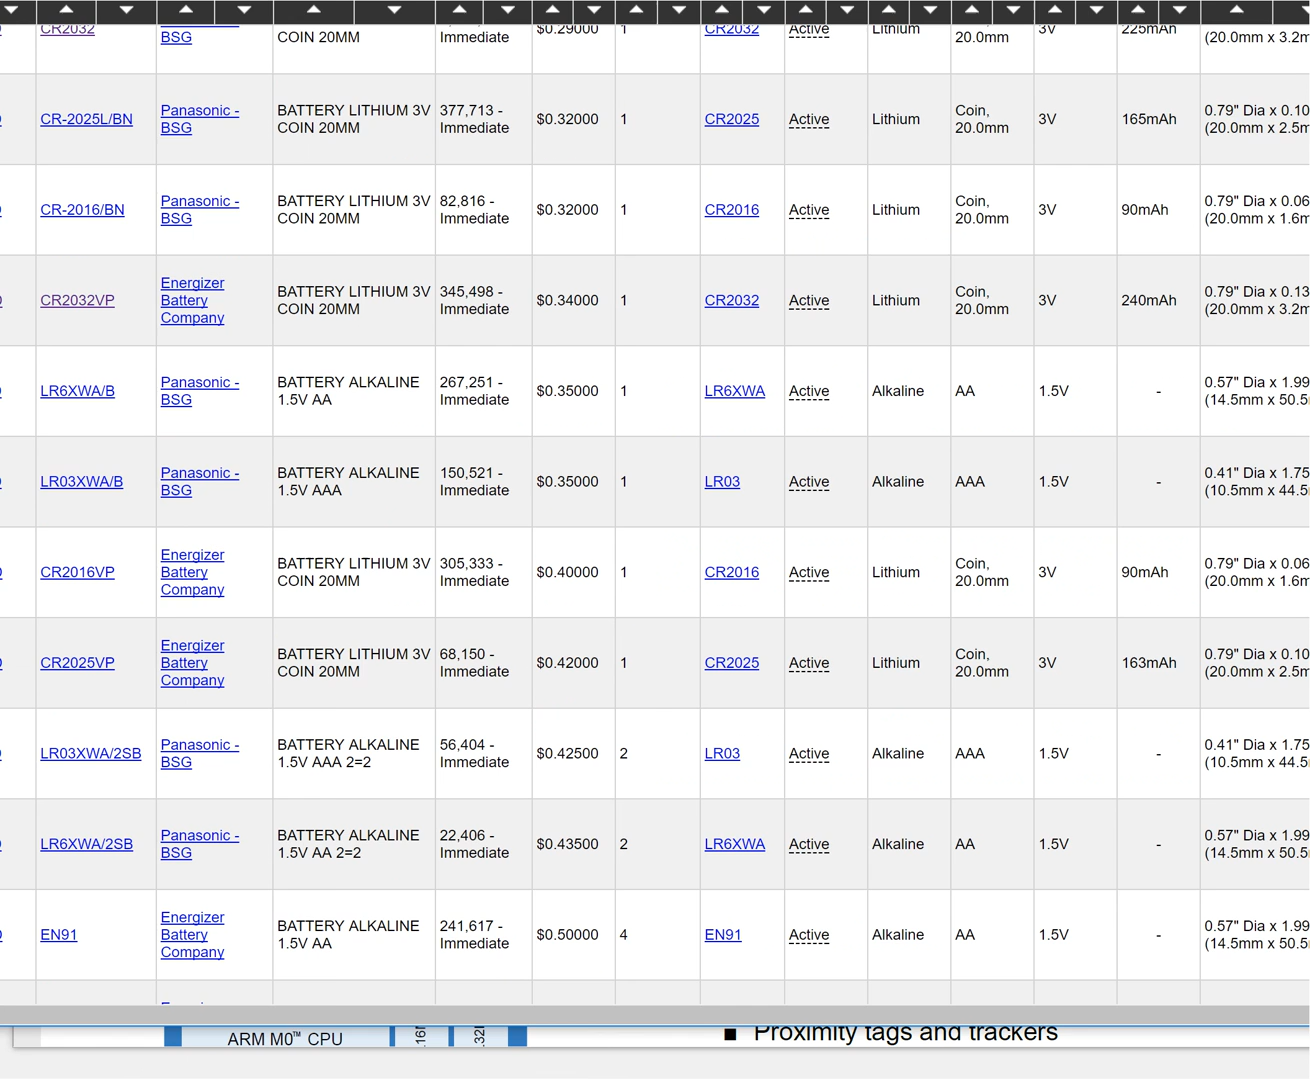 CR2032
BSG
COIN 20MM
Immediate
$0.29000
1
CR2032
Active
Lithium
20.0mm
3V
225mAh
(20.0mm x 3.2m
CR-2025L/BN
Panasonic -
BSG
BATTERY LITHIUM 3V
COIN 20MM
377,713 -
Immediate
$0.32000
1
CR2025
Active
Lithium
Coin,
20.0mm
3V
165mAh
0.79" Dia x 0.10
(20.0mm x 2.5m
CR-2016/BN
Panasonic -
BSG
BATTERY LITHIUM 3V
COIN 20MM
82,816 -
Immediate
$0.32000
1
CR2016
Active
Lithium
Coin,
20.0mm
3V
90mAh
0.79" Dia x 0.06
(20.0mm x 1.6m
CR2032VP
Energizer
Battery
Company
BATTERY LITHIUM 3V
COIN 20MM
345,498 -
Immediate
$0.34000
1
CR2032
Active
Lithium
Coin,
20.0mm
3V
240mAh
0.79" Dia x 0.13
(20.0mm x 3.2m
LR6XWA/B
Panasonic -
BSG
BATTERY ALKALINE
1.5V AA
267,251 -
Immediate
$0.35000
1
LR6XWA
Active
Alkaline
AA
1.5V
-
0.57" Dia x 1.99
(14.5mm x 50.5
LR03XWA/B
Panasonic -
BSG
BATTERY ALKALINE
1.5V AAA
150,521 -
Immediate
$0.35000
1
LR03
Active
Alkaline
AAA
1.5V
-
0.41" Dia x 1.75
(10.5mm x 44.5
CR2016VP
Energizer
Battery
Company
BATTERY LITHIUM 3V
COIN 20MM
305,333 -
Immediate
$0.40000
1
CR2016
Active
Lithium
Coin,
20.0mm
3V
90mAh
0.79" Dia x 0.06
(20.0mm x 1.6m
CR2025VP
Energizer
Battery
Company
BATTERY LITHIUM 3V
COIN 20MM
68,150 -
Immediate
$0.42000
1
CR2025
Active
Lithium
Coin,
20.0mm
3V
163mAh
0.79" Dia x 0.10
(20.0mm x 2.5m
LR03XWA/2SB
Panasonic -
BSG
BATTERY ALKALINE
1.5V AAA 2=2
56,404 -
Immediate
$0.42500
2
LR03
Active
Alkaline
AAA
1.5V
-
0.41" Dia x 1.75
(10.5mm x 44.5
LR6XWA/2SB
Panasonic -
BSG
BATTERY ALKALINE
1.5V AA 2=2
22,406 -
Immediate
$0.43500
2
LR6XWA
Active
Alkaline
AA
1.5V
-
0.57" Dia x 1.99
(14.5mm x 50.5
EN91
Energizer
Battery
Company
BATTERY ALKALINE
1.5V AA
241,617 -
Immediate
$0.50000
4
EN91
Active
Alkaline
AA
1.5V
-
0.57" Dia x 1.99
(14.5mm x 50.5
ARM M0™ CPU
■ Proximity tags and trackers